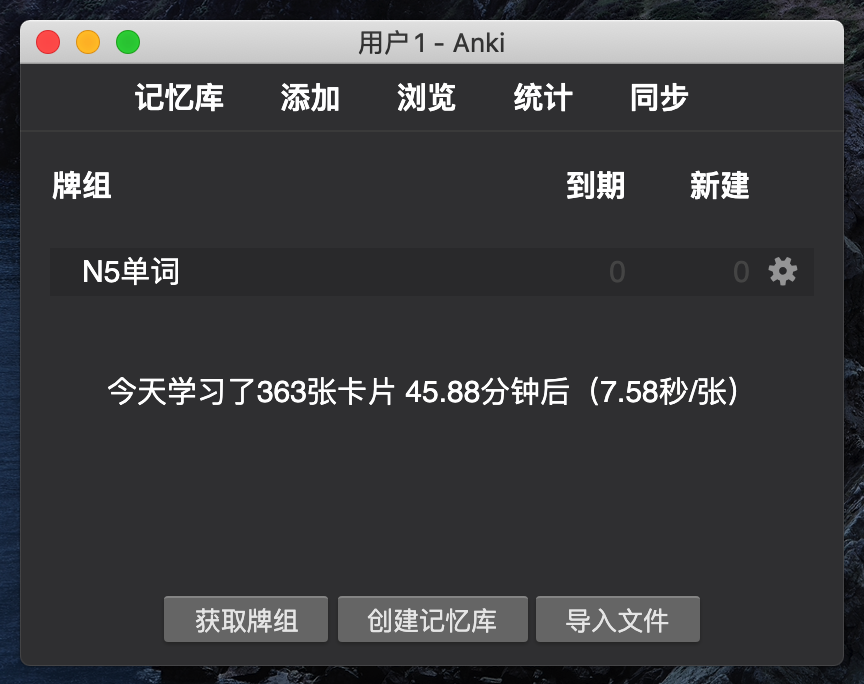 用户1 - Anki
记忆库 添加 浏览 统计 同步
牌组 到期 新建
N5单词 0 0
今天学习了363张卡片 45.88分钟后（7.58秒/张）
获取牌组 创建记忆库 导入文件